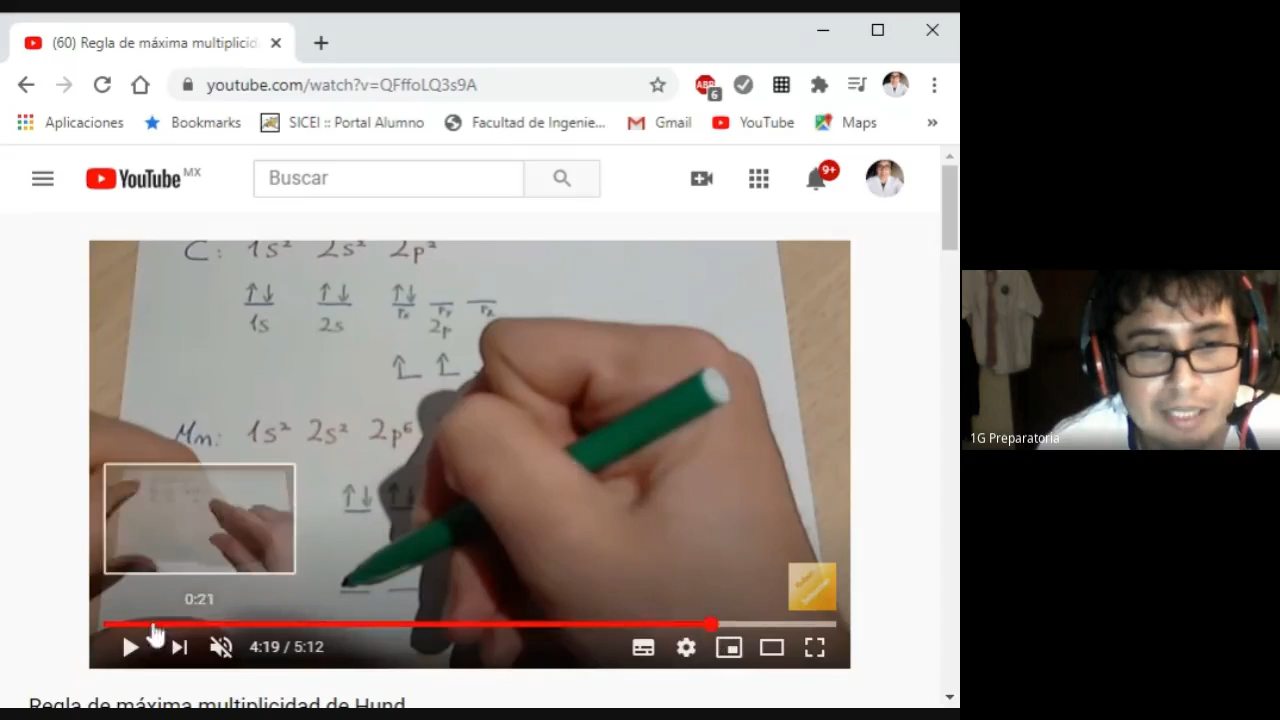 (60) Regla de máxima multiplicid
youtube.com/watch?v=QFffoLQ3s9A
ABP
6
Aplicaciones Bookmarks SICEI :: Portal Alumno Facultad de Ingenie... Gmail YouTube Maps »
YouTube MX
Buscar
9+
C: 1s² 2s² 2p²
↑↓ ↑↓ ↑↓
1s 2s 2p
↑ ↑
Mn: 1s² 2s² 2p⁶
↑↓ ↑↓
0:21
4:19 / 5:12
Regla de máxima multiplicidad de Hund
1G Preparatoria